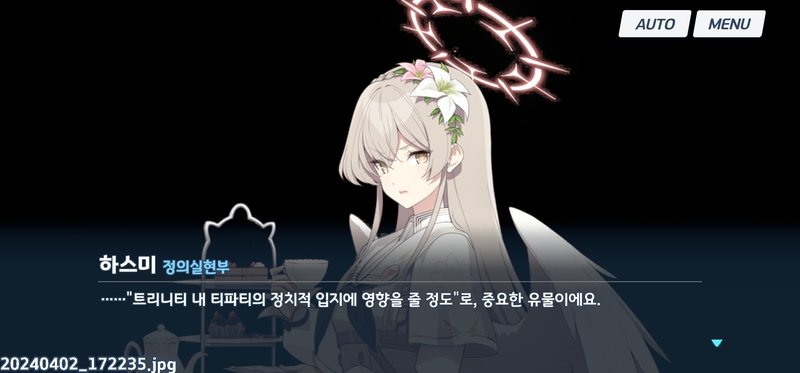 AUTO
MENU
하스미 정의실현부
……"트리니티 내 티파티의 정치적 입지에 영향을 줄 정도"로, 중요한 유물이에요.
20240402_172235.jpg